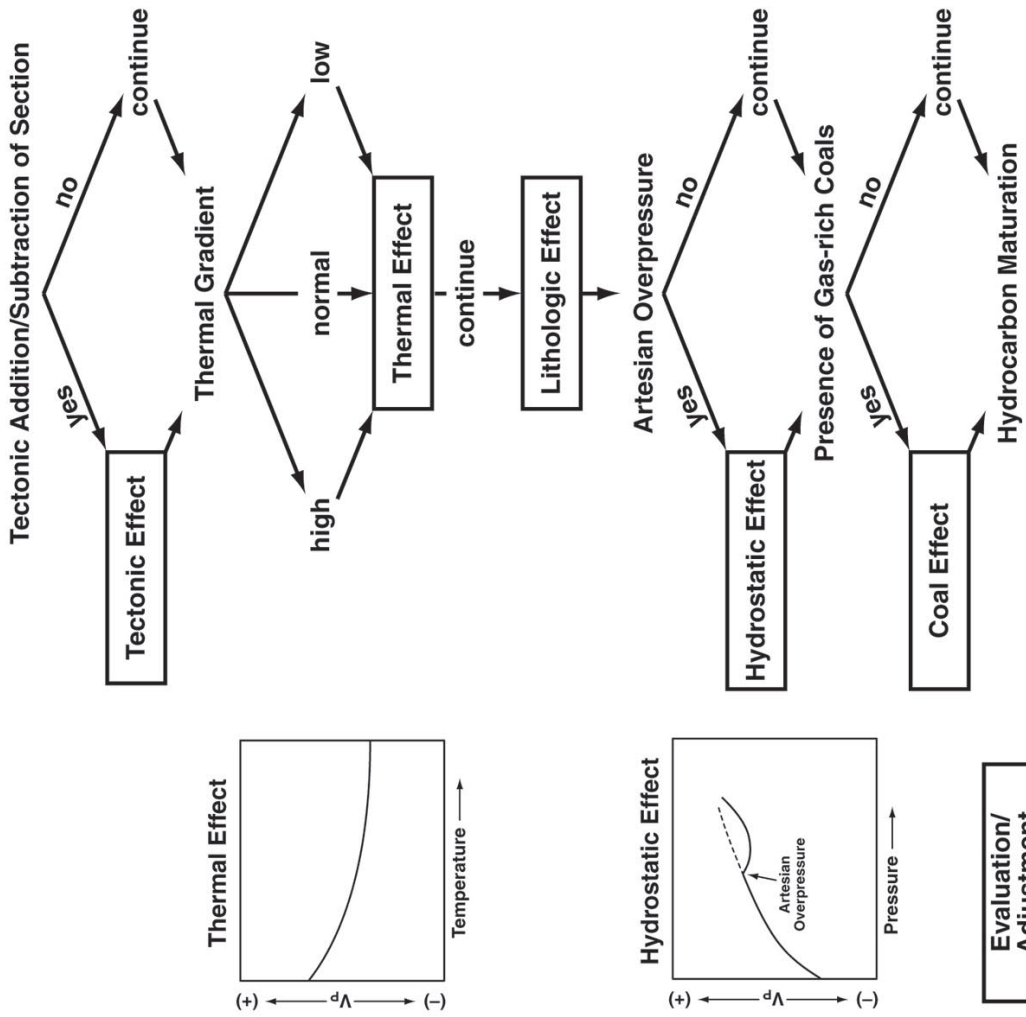 Tectonic Addition/Subtraction of Section
yes
no
Tectonic Effect
continue
Thermal Gradient
high
normal
low
Thermal Effect
continue
Lithologic Effect
Artesian Overpressure
yes
no
Hydrostatic Effect
continue
Presence of Gas-rich Coals
yes
no
Coal Effect
continue
Hydrocarbon Maturation
Thermal Effect
(+)
VP
(-)
Temperature
Hydrostatic Effect
(+)
VP
(-)
Artesian
Overpressure
Pressure
Evaluation/
Adjustment